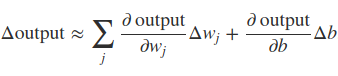 Δoutput ≈ ∑_j ∂ output/∂w_j Δw_j + ∂ output/∂b Δb